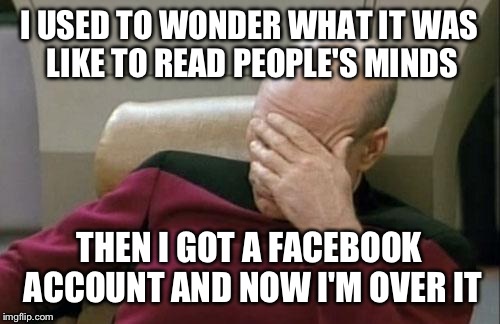 I USED TO WONDER WHAT IT WAS
LIKE TO READ PEOPLE'S MINDS
THEN I GOT A FACEBOOK
ACCOUNT AND NOW I'M OVER IT
imgflip.com